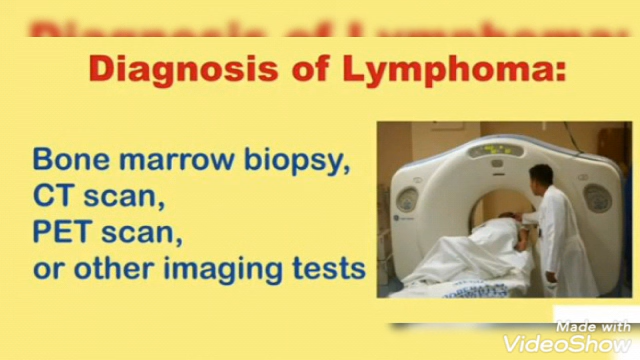 Diagnosis of Lymphoma:
Bone marrow biopsy,
CT scan,
PET scan,
or other imaging tests
Made with
VideoShow